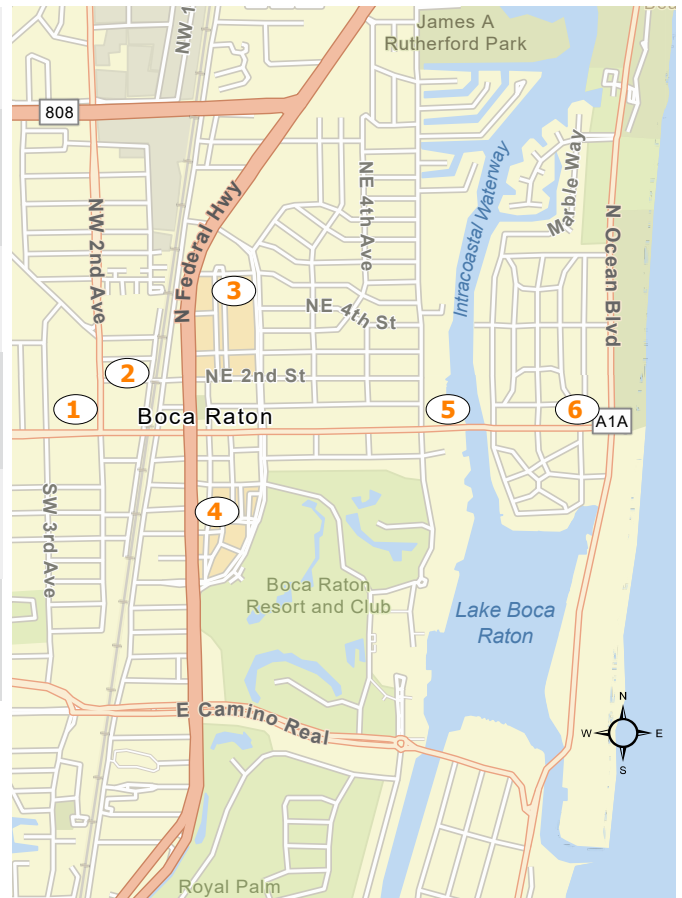 James A
Rutherford Park
NW 1
808
NE 4th Ave
Intracoastal Waterway
Marble Way
NW 2nd Ave
N Federal Hwy
N Ocean Blvd
3
NE 4th St
2
NE 2nd St
1
Boca Raton
5
6
A1A
SW 3rd Ave
4
Boca Raton
Resort and Club
Lake Boca
Raton
E Camino Real
N
W
E
S
Royal Palm